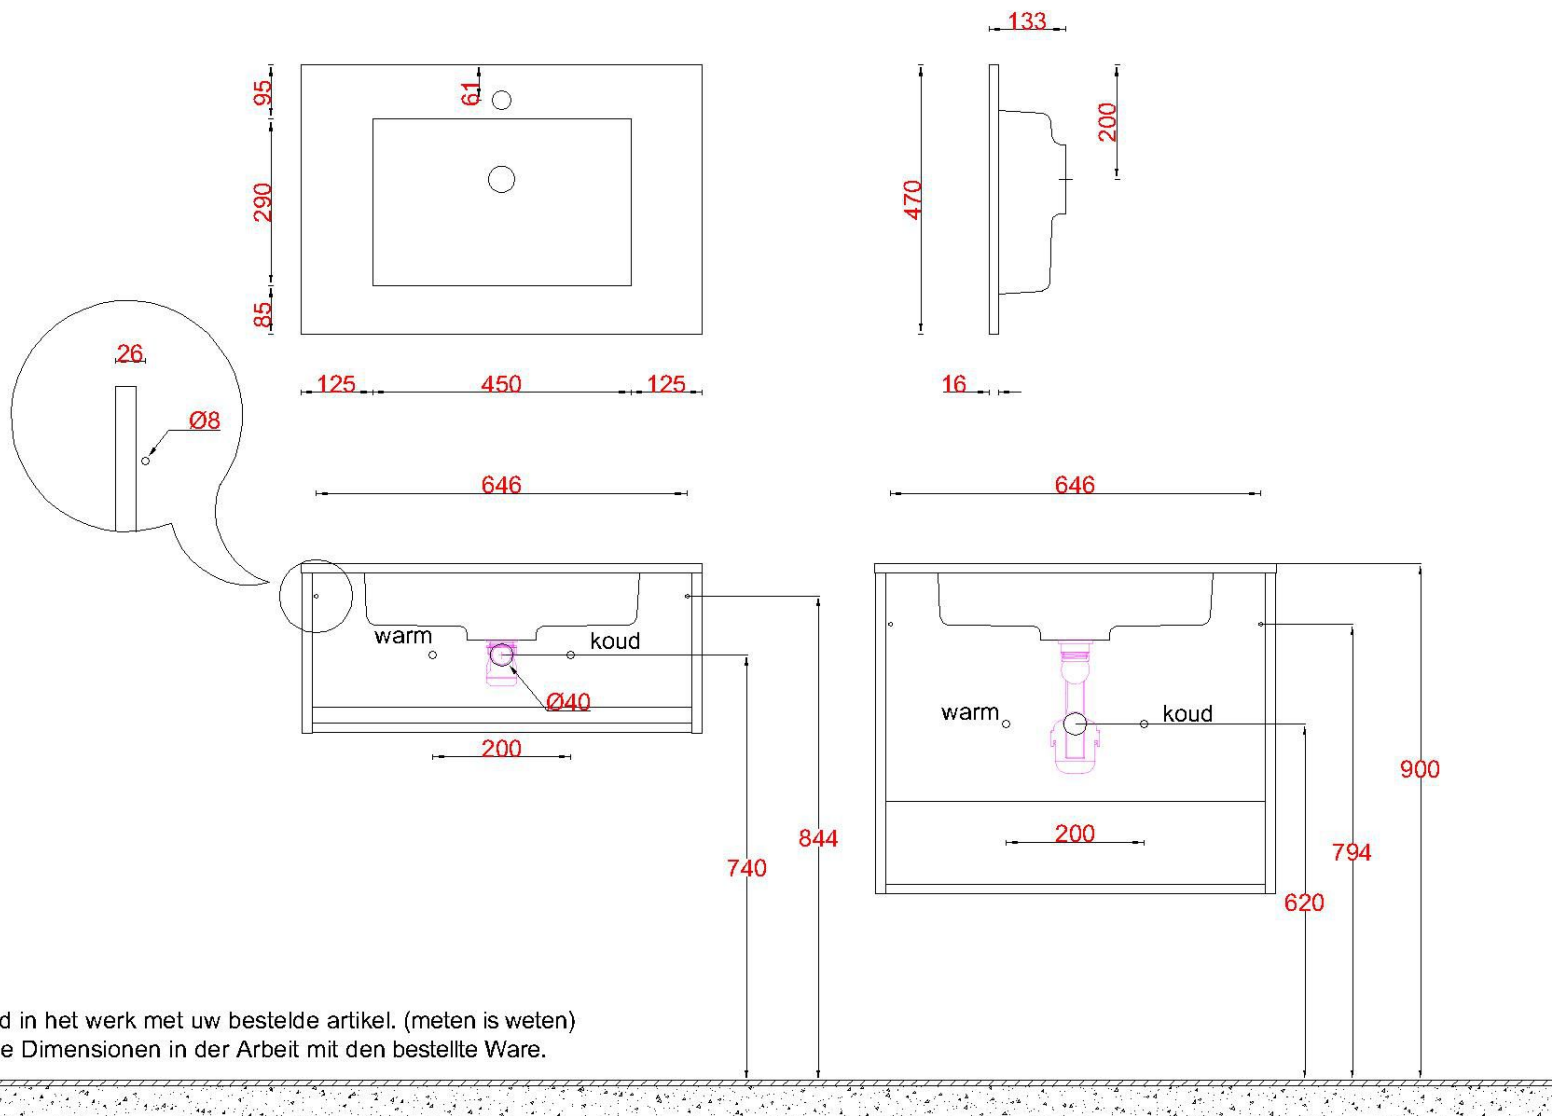 133
95
61
200
290
470
85
26
125
450
125
16
Ø8
646
646
warm
koud
Ø40
warm
koud
200
900
200
844
794
740
620
d in het werk met uw bestelde artikel. (meten is weten)
e Dimensionen in der Arbeit mit den bestellte Ware.